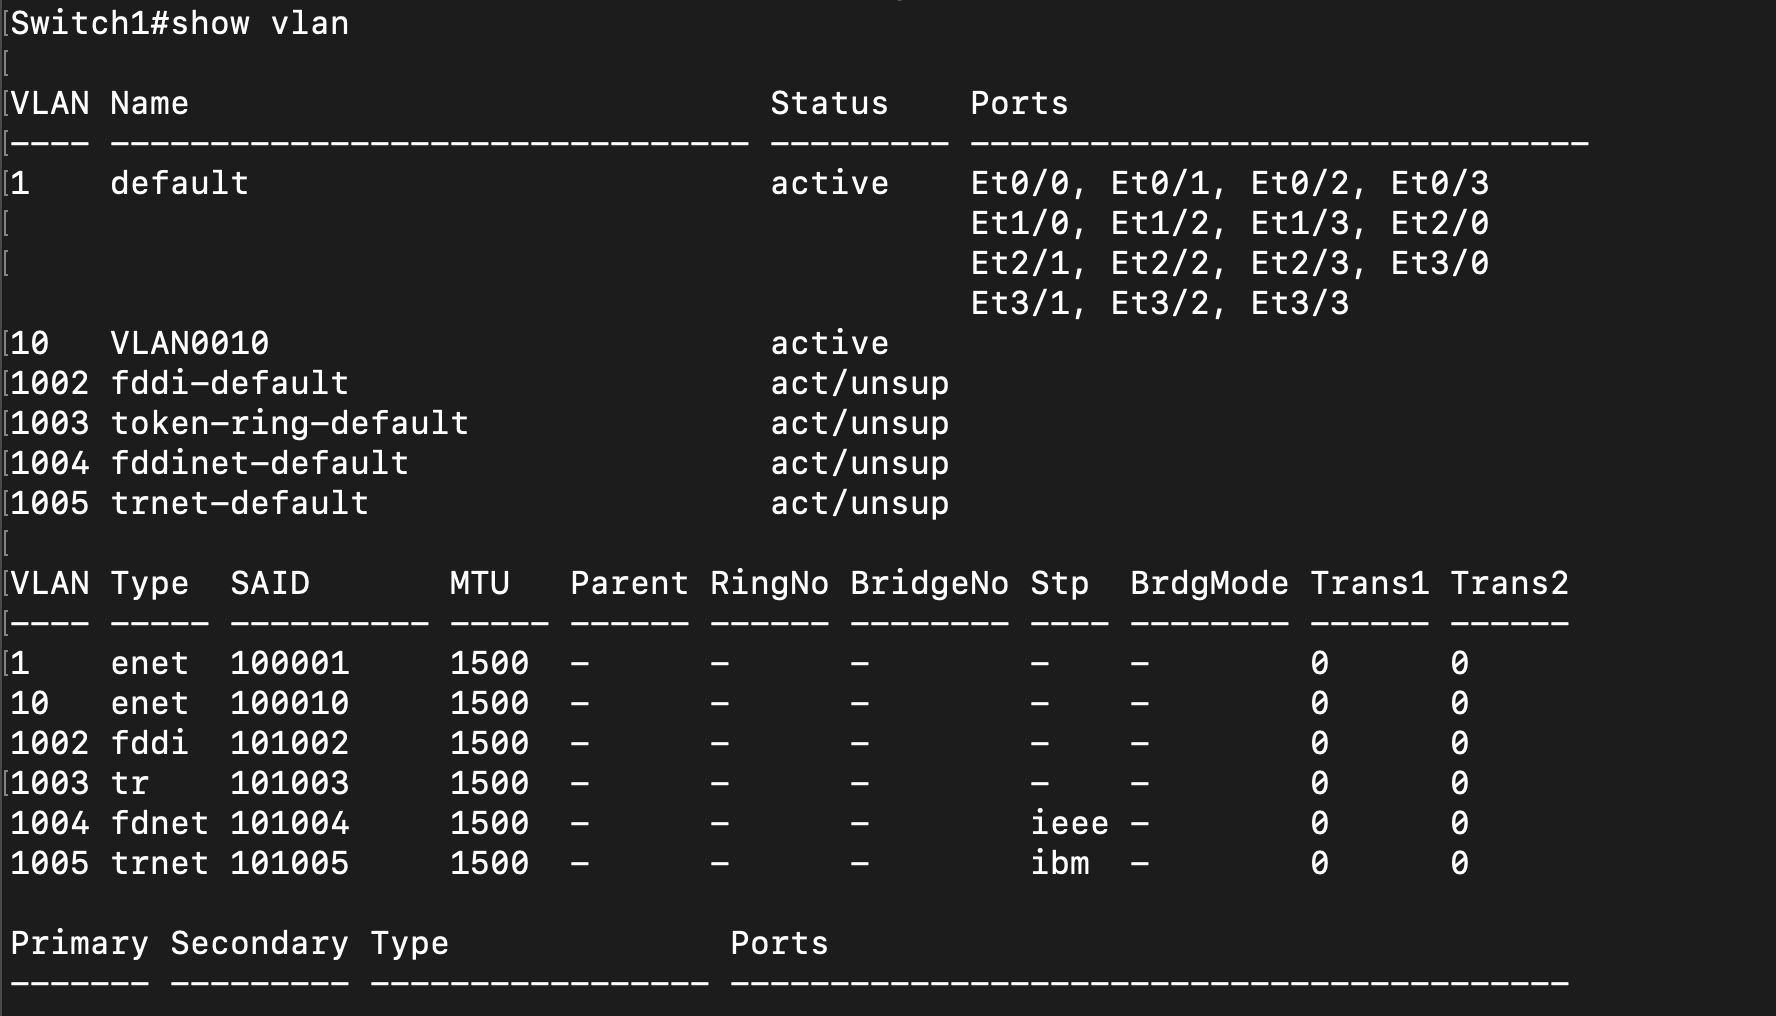 Switch1#show vlan
VLAN Name                             Status    Ports
---- -------------------------------- --------- -------------------------------
1    default                          active    Et0/0, Et0/1, Et0/2, Et0/3
                                                Et1/0, Et1/2, Et1/3, Et2/0
                                                Et2/1, Et2/2, Et2/3, Et3/0
                                                Et3/1, Et3/2, Et3/3
10   VLAN0010                         active
1002 fddi-default                     act/unsup
1003 token-ring-default               act/unsup
1004 fddinet-default                  act/unsup
1005 trnet-default                    act/unsup
VLAN Type  SAID       MTU   Parent RingNo BridgeNo Stp  BrdgMode Trans1 Trans2
---- ----- ---------- ----- ------ ------ -------- ---- -------- ------ ------
1    enet  100001     1500  -      -      -        -    -        0      0
10   enet  100010     1500  -      -      -        -    -        0      0
1002 fddi  101002     1500  -      -      -        -    -        0      0
1003 tr    101003     1500  -      -      -        -    -        0      0
1004 fdnet 101004     1500  -      -      -        ieee -        0      0
1005 trnet 101005     1500  -      -      -        ibm  -        0      0
Primary Secondary Type              Ports
------- --------- ----------------- ------------------------------------------